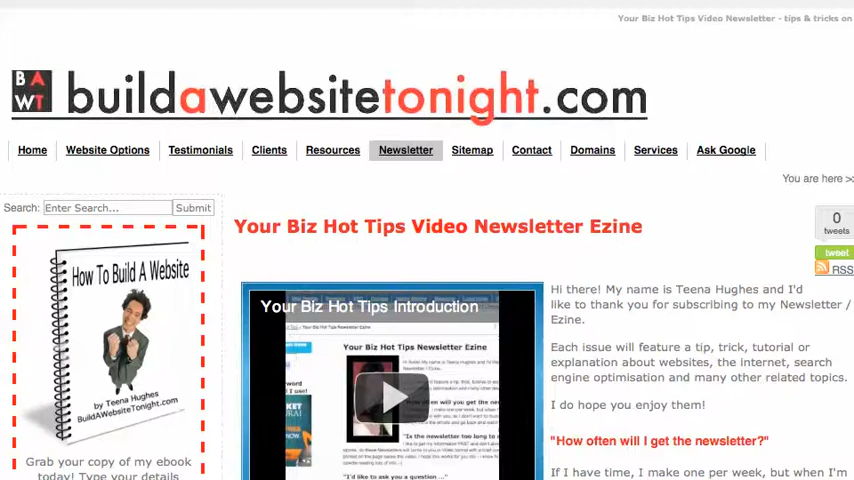 Your Biz Hot Tips Video Newsletter - tips & tricks on
BA
WT
buildawebsitetonight.com
Home Website Options Testimonials Clients Resources Newsletter Sitemap Contact Domains Services Ask Google
You are here >>
Search: Enter Search... Submit
How To Build A Website
by Teena Hughes
BuildAWebsiteTonight.com
Grab your copy of my ebook
today! Type your details
Your Biz Hot Tips Video Newsletter Ezine
Your Biz Hot Tips Introduction
Your Biz Hot Tips Newsletter Ezine
Hi there! My name is Teena Hughes and I'd
like to thank you for subscribing to my Newsletter /
Ezine.
Each issue will feature a tip, trick, tutorial or
explanation about websites, the internet, search
engine optimisation and many other related topics.
I do hope you enjoy them!
"How often will I get the newsletter?"
If I have time, I make one per week, but when I'm
0
tweets
tweet
RSS